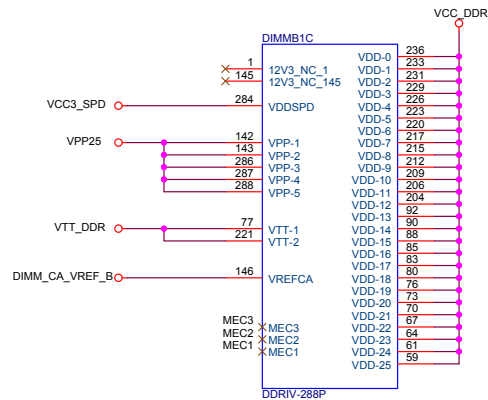 VCC_DDR
DIMMB1C
1 12V3_NC_1
145 12V3_NC_145
VCC3_SPD 284 VDDSPD
VPP25 142 VPP-1
143 VPP-2
286 VPP-3
287 VPP-4
288 VPP-5
VTT_DDR 77 VTT-1
221 VTT-2
DIMM_CA_VREF_B 146 VREFCA
MEC3 MEC3
MEC2 MEC2
MEC1 MEC1
VDD-0 236
VDD-1 233
VDD-2 231
VDD-3 229
VDD-4 226
VDD-5 223
VDD-6 220
VDD-7 217
VDD-8 215
VDD-9 212
VDD-10 209
VDD-11 206
VDD-12 204
VDD-13 92
VDD-14 90
VDD-15 88
VDD-16 85
VDD-17 83
VDD-18 80
VDD-19 76
VDD-20 73
VDD-21 70
VDD-22 67
VDD-23 64
VDD-24 61
VDD-25 59
DDRIV-288P